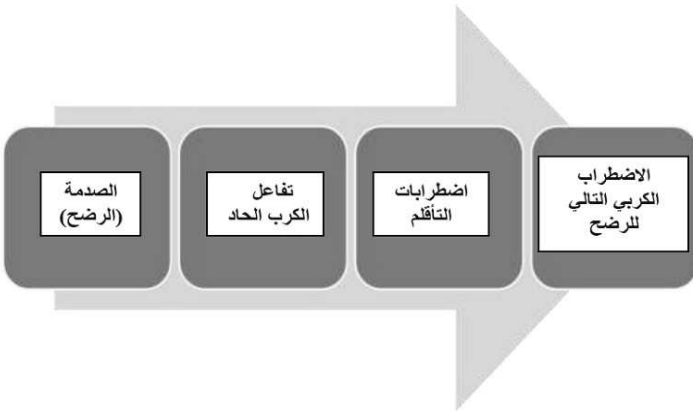 الصدمة
(الرضح)
تفاعل
الكرب الحاد
اضطرابات
التأقلم
الاضطراب
الكربي التالي
للرضح